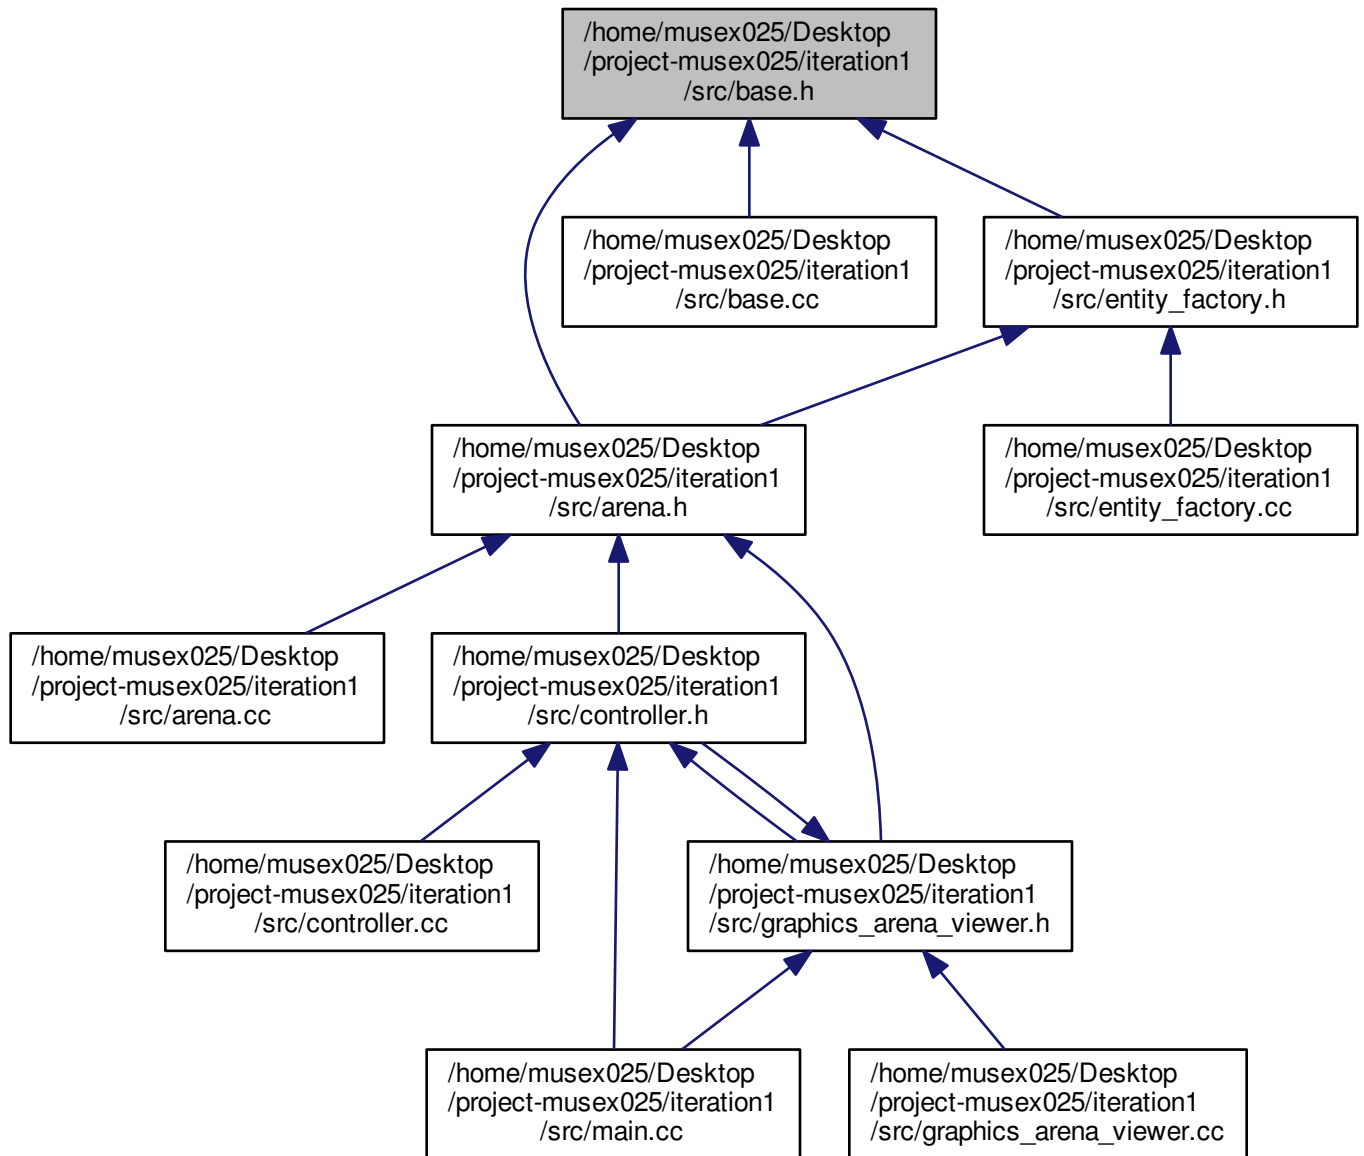 /home/musex025/Desktop
/project-musex025/iteration1
/src/base.h
/home/musex025/Desktop
/project-musex025/iteration1
/src/base.cc
/home/musex025/Desktop
/project-musex025/iteration1
/src/entity_factory.h
/home/musex025/Desktop
/project-musex025/iteration1
/src/arena.h
/home/musex025/Desktop
/project-musex025/iteration1
/src/entity_factory.cc
/home/musex025/Desktop
/project-musex025/iteration1
/src/arena.cc
/home/musex025/Desktop
/project-musex025/iteration1
/src/controller.h
/home/musex025/Desktop
/project-musex025/iteration1
/src/controller.cc
/home/musex025/Desktop
/project-musex025/iteration1
/src/graphics_arena_viewer.h
/home/musex025/Desktop
/project-musex025/iteration1
/src/main.cc
/home/musex025/Desktop
/project-musex025/iteration1
/src/graphics_arena_viewer.cc